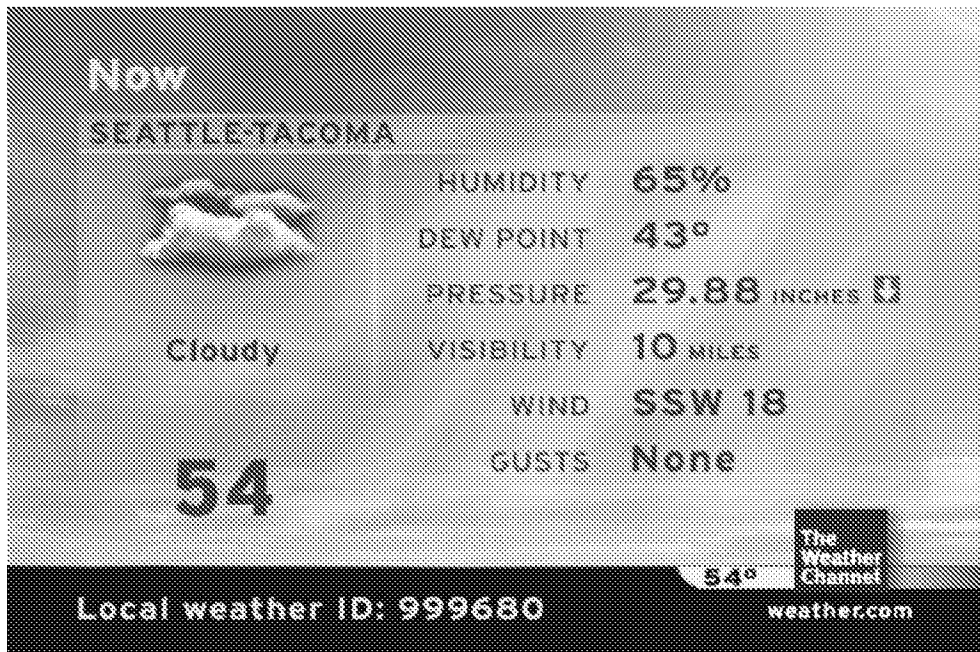 Now
SEATTLE-TACOMA
HUMIDITY 65%
DEW POINT 43°
PRESSURE 29.88 INCHES
VISIBILITY 10 MILES
Cloudy
WIND SSW 18
GUSTS None
54
54°
The
Weather
Channel
Local weather ID: 999680
weather.com